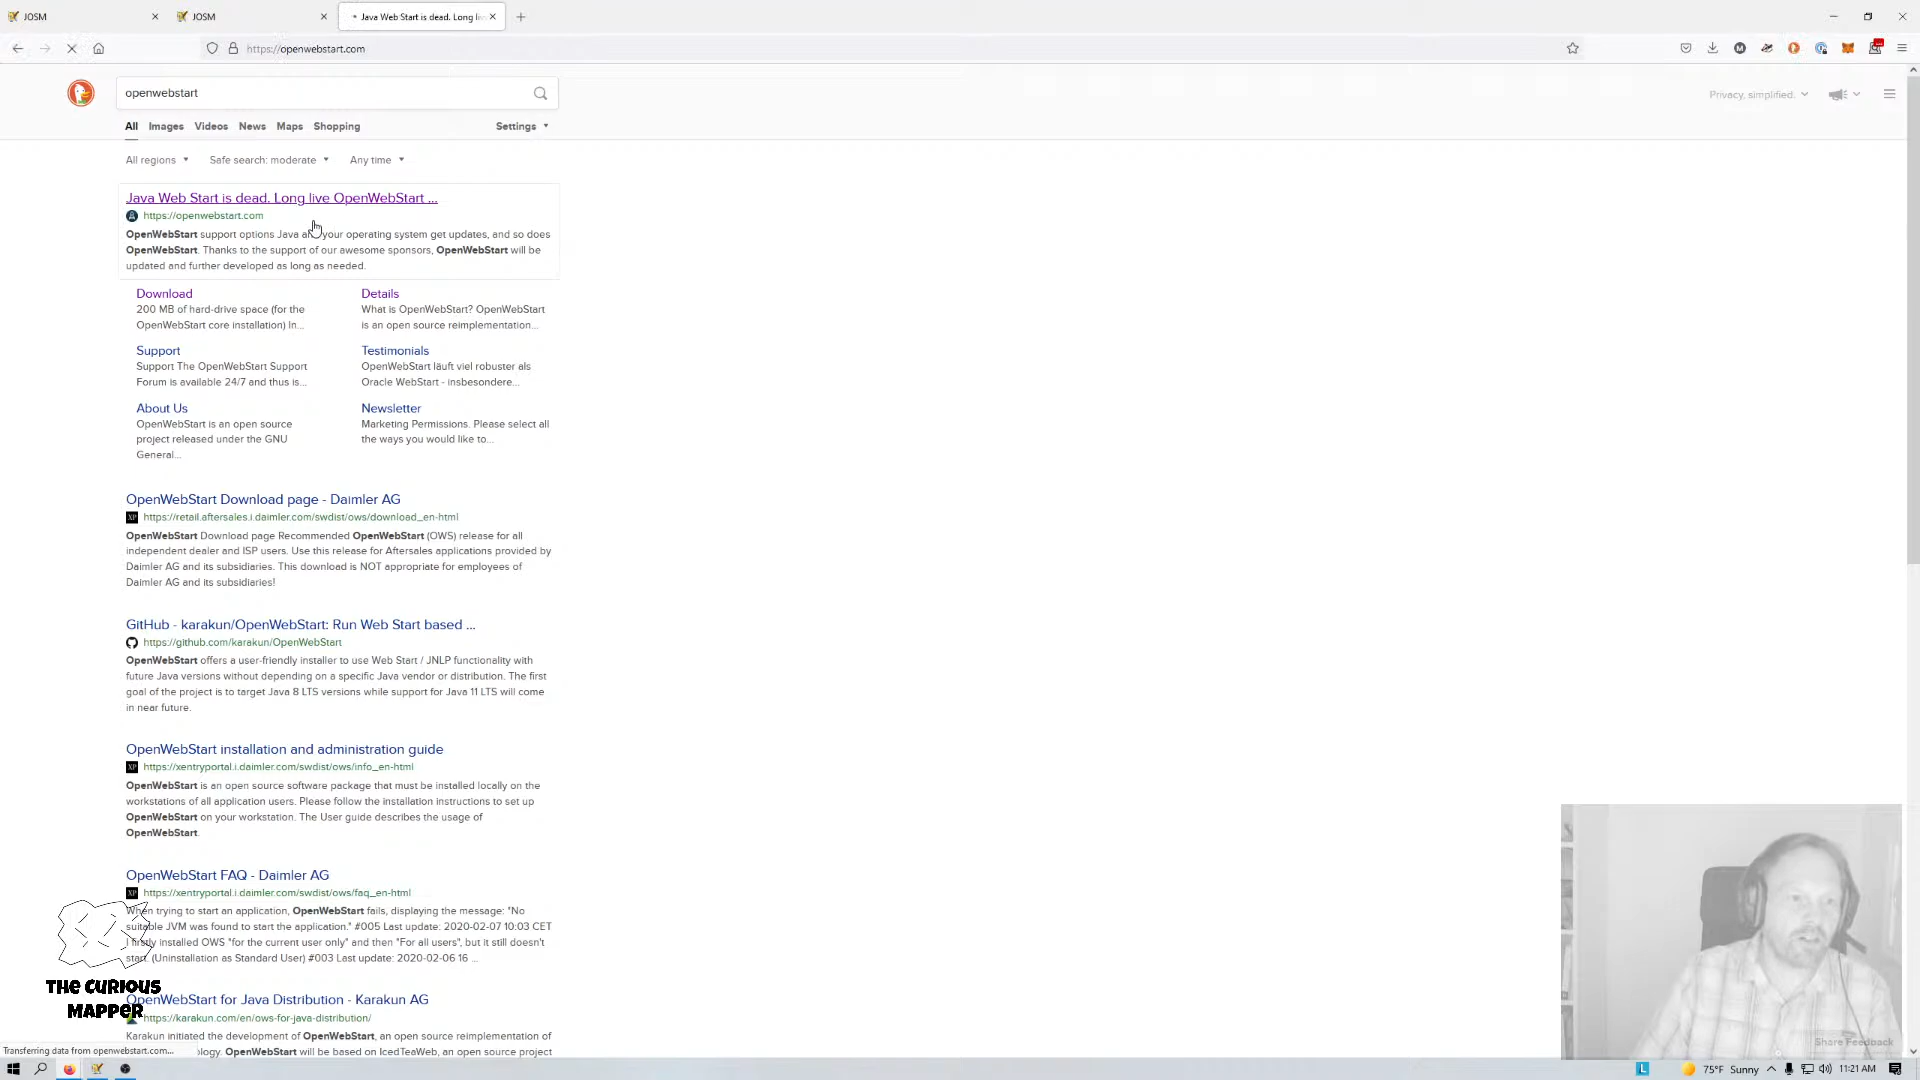 JOSM
JOSM
Java Web Start is dead. Long li
https://openwebstart.com
openwebstart
Privacy, simplified.
All Images Videos News Maps Shopping Settings
All regions Safe search: moderate Any time
Java Web Start is dead. Long live OpenWebStart ...
https://openwebstart.com
OpenWebStart support options Java an your operating system get updates, and so does
OpenWebStart. Thanks to the support of our awesome sponsors, OpenWebStart will be
updated and further developed as long as needed.
Download
200 MB of hard-drive space (for the
OpenWebStart core installation) In...
Details
What is OpenWebStart? OpenWebStart
is an open source reimplementation...
Support
Support The OpenWebStart Support
Forum is available 24/7 and thus is...
Testimonials
OpenWebStart läuft viel robuster als
Oracle WebStart - insbesondere...
About Us
OpenWebStart is an open source
project released under the GNU
General...
Newsletter
Marketing Permissions. Please select all
the ways you would like to...
OpenWebStart Download page - Daimler AG
XP https://retail.aftersales.i.daimler.com/swdist/ows/download_en-html
OpenWebStart Download page Recommended OpenWebStart (OWS) release for all
independent dealer and ISP users. Use this release for Aftersales applications provided by
Daimler AG and its subsidiaries. This download is NOT appropriate for employees of
Daimler AG and its subsidiaries!
GitHub - karakun/OpenWebStart: Run Web Start based ...
https://github.com/karakun/OpenWebStart
OpenWebStart offers a user-friendly installer to use Web Start / JNLP functionality with
future Java versions without depending on a specific Java vendor or distribution. The first
goal of the project is to target Java 8 LTS versions while support for Java 11 LTS will come
in near future.
OpenWebStart installation and administration guide
XP https://xentryportal.i.daimler.com/swdist/ows/info_en-html
OpenWebStart is an open source software package that must be installed locally on the
workstations of all application users. Please follow the installation instructions to set up
OpenWebStart on your workstation. The User guide describes the usage of
OpenWebStart.
OpenWebStart FAQ - Daimler AG
XP https://xentryportal.i.daimler.com/swdist/ows/faq_en-html
When trying to start an application, OpenWebStart fails, displaying the message: "No
suitable JVM was found to start the application." #005 Last update: 2020-02-07 10:03 CET
I firstly installed OWS "for the current user only" and then "For all users", but it still doesn't
start. (Uninstallation as Standard User) #003 Last update: 2020-02-06 16 ...
THE CURIOUS
MAPPER
OpenWebStart for Java Distribution - Karakun AG
https://karakun.com/en/ows-for-java-distribution/
Karakun initiated the development of OpenWebStart, an open source reimplementation of
ology. OpenWebStart will be based on IcedTeaWeb, an open source project
Transferring data from openwebstart.com...
Share Feedback
L
75°F Sunny
11:21 AM